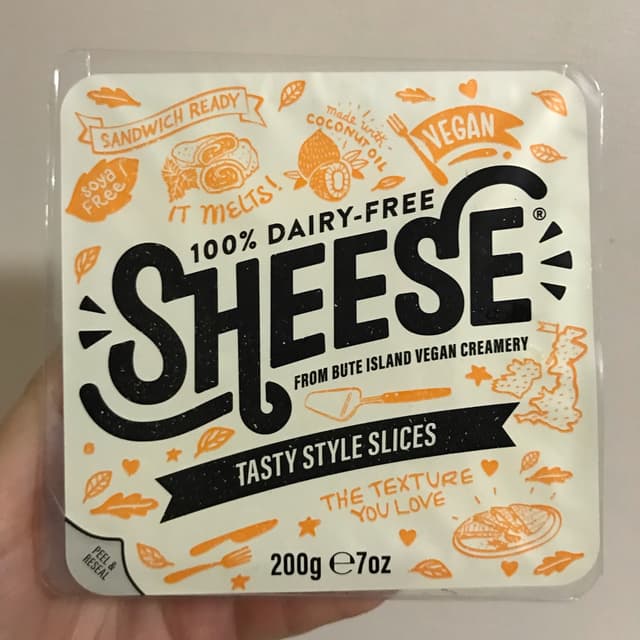 SANDWICH READY
SOYA
FREE!
IT MELTS!
made with
COCONUT OIL
VEGAN
100% DAIRY-FREE
SHEESE®
FROM BUTE ISLAND VEGAN CREAMERY
TASTY STYLE SLICES
THE TEXTURE
YOU LOVE
PEEL &
RESEAL
200g ℮7oz